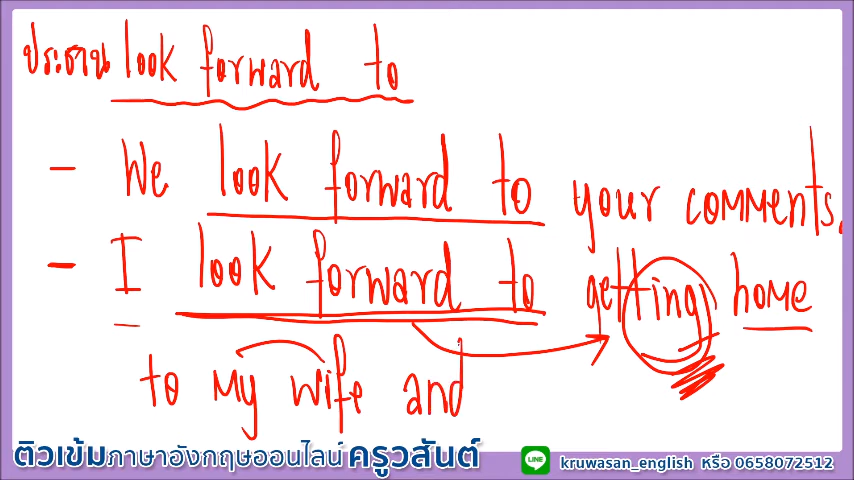 ประธาน look forward to
- We look forward to your comments.
- I look forward to getting home
to my wife and
ติวเข้มภาษาอังกฤษออนไลน์ ครูวสันต์
LINE kruwasan_english หรือ 0658072512